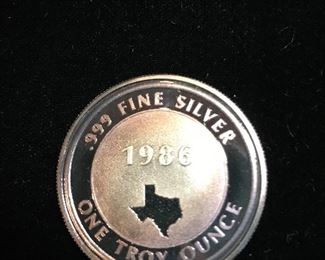 .999 FINE SILVER
1986
ONE TROY OUNCE